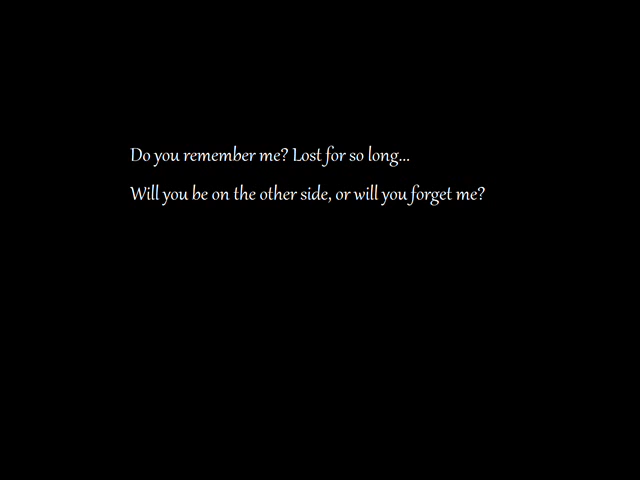 Do you remember me? Lost for so long...
Will you be on the other side, or will you forget me?